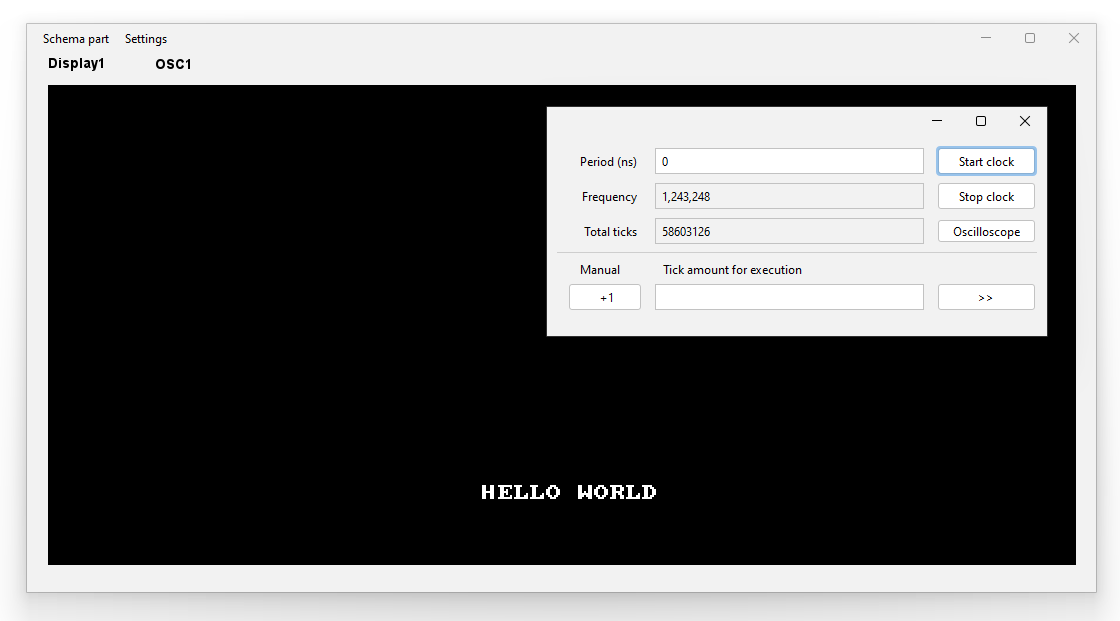 Schema part Settings
Display1 OSC1
Period (ns) 0 Start clock
Frequency 1,243,248 Stop clock
Total ticks 58603126 Oscilloscope
Manual Tick amount for execution
+1 >>
HELLO WORLD